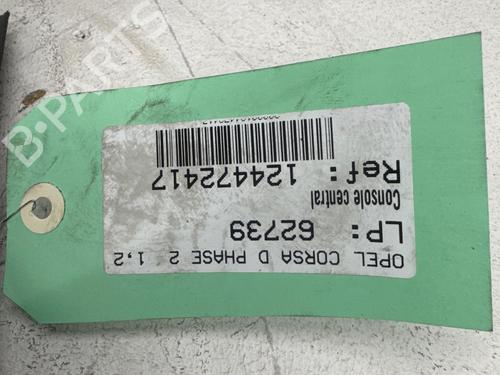 OPEL CORSA D PHASE 2 1,2
LP: 62739
Console central
Ref: 124472417
B-PARTS